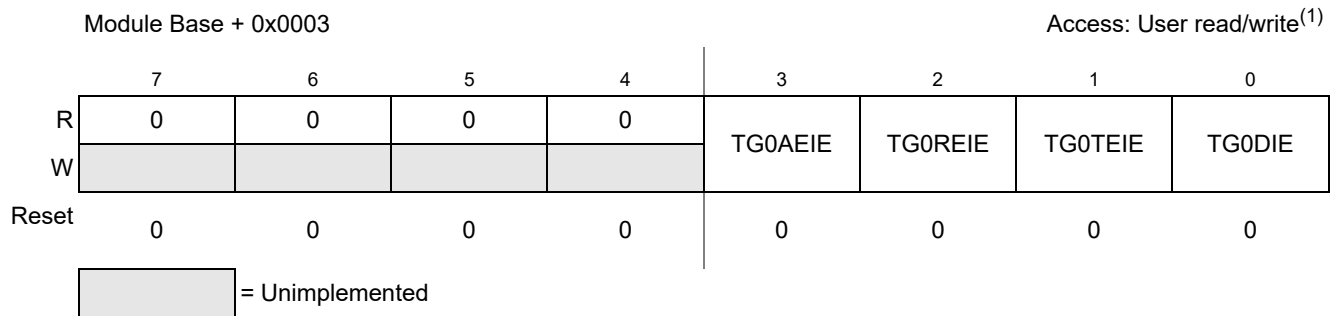 Module Base + 0x0003 Access: User read/write(1)
7 6 5 4 3 2 1 0
R 0 0 0 0 TG0AEIE TG0REIE TG0TEIE TG0DIE
W
Reset 0 0 0 0 0 0 0 0
= Unimplemented